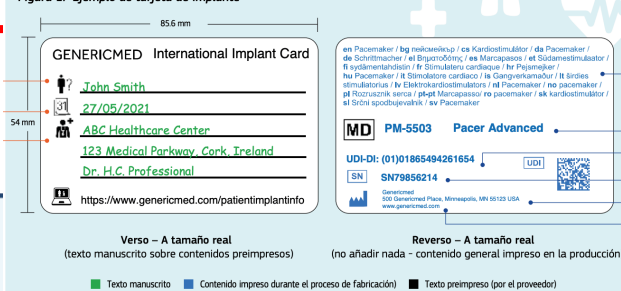 Figura 1. Ejemplo de tarjeta de implante
85.6 mm
54 mm
GENERICMED International Implant Card
John Smith
31
27/05/2021
ABC Healthcare Center
123 Medical Parkway, Cork, Ireland
Dr. H.C. Professional
https://www.genericmed.com/patientimplantinfo
Verso – A tamaño real
(texto manuscrito sobre contenidos preimpresos)
en Pacemaker / bg пейсмейкър / cs Kardiostimulátor / da Pacemaker /
de Schrittmacher / el Βηματοδότης / es Marcapasos / et Südamestimulaator /
fi sydämentahdistin / fr Stimulateur cardiaque / hr Pejsmejker /
hu Pacemaker / it Stimolatore cardiaco / is Gangverkamaður / lt širdies
stimuliatorius / lv Elektrokardiostimulators / nl Pacemaker / no pacemaker /
pl Rozrusznik serca / pt-pt Marcapasso/ ro pacemaker / sk kardiostimulátor /
sl Srčni spodbujevalnik / sv Pacemaker
MD PM-5503 Pacer Advanced
UDI-DI: (01)01865494261654
UDI
SN SN79856214
Genericmed
500 Genericmed Place, Minneapolis, MN 55123 USA
www.genericmed.com
Reverso – A tamaño real
(no añadir nada - contenido general impreso en la producción
Texto manuscrito Contenido impreso durante el proceso de fabricación) Texto preimpreso (por el proveedor)